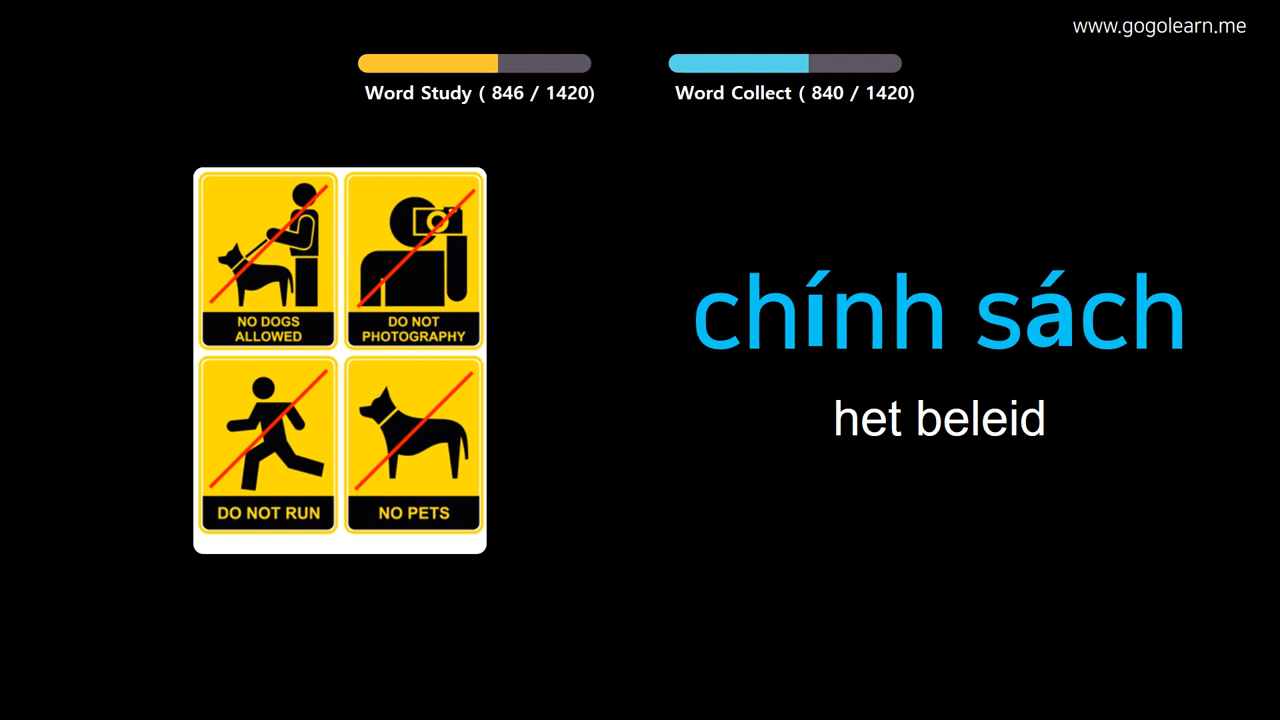 www.gogolearn.me
Word Study ( 846 / 1420)
Word Collect ( 840 / 1420)
NO DOGS
ALLOWED
DO NOT
PHOTOGRAPHY
DO NOT RUN
NO PETS
chính sách
het beleid